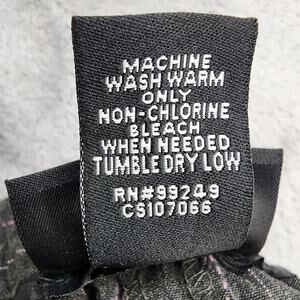 MACHINE
WASH WARM
ONLY
NON-CHLORINE
BLEACH
WHEN NEEDED
TUMBLE DRY LOW
RN#99249
CS107066